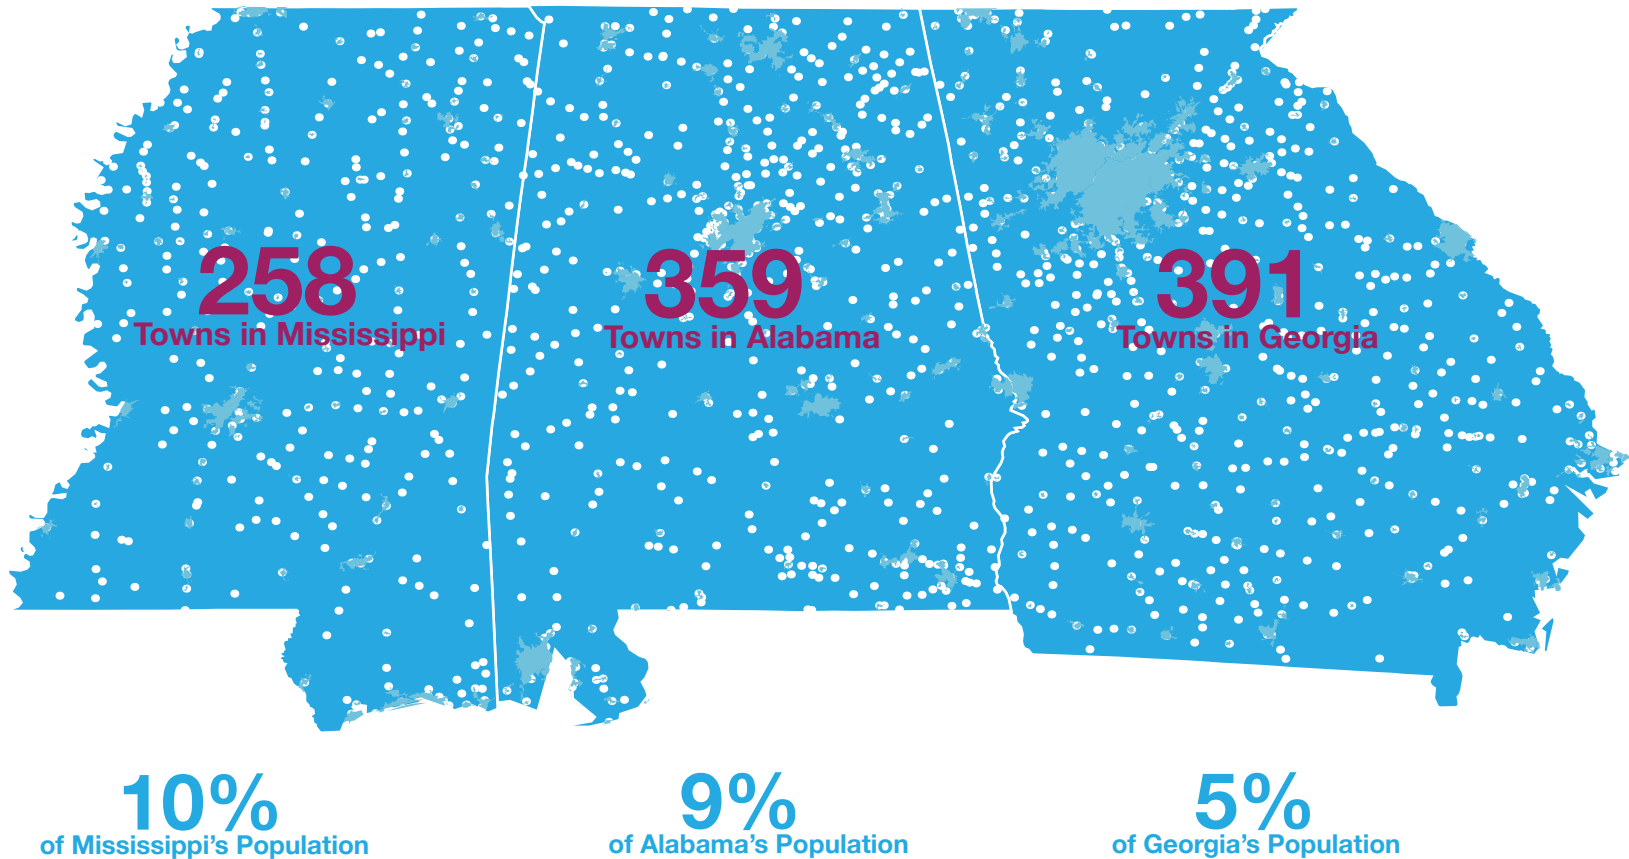 258
Towns in Mississippi
359
Towns in Alabama
391
Towns in Georgia
10%
of Mississippi's Population
9%
of Alabama's Population
5%
of Georgia's Population